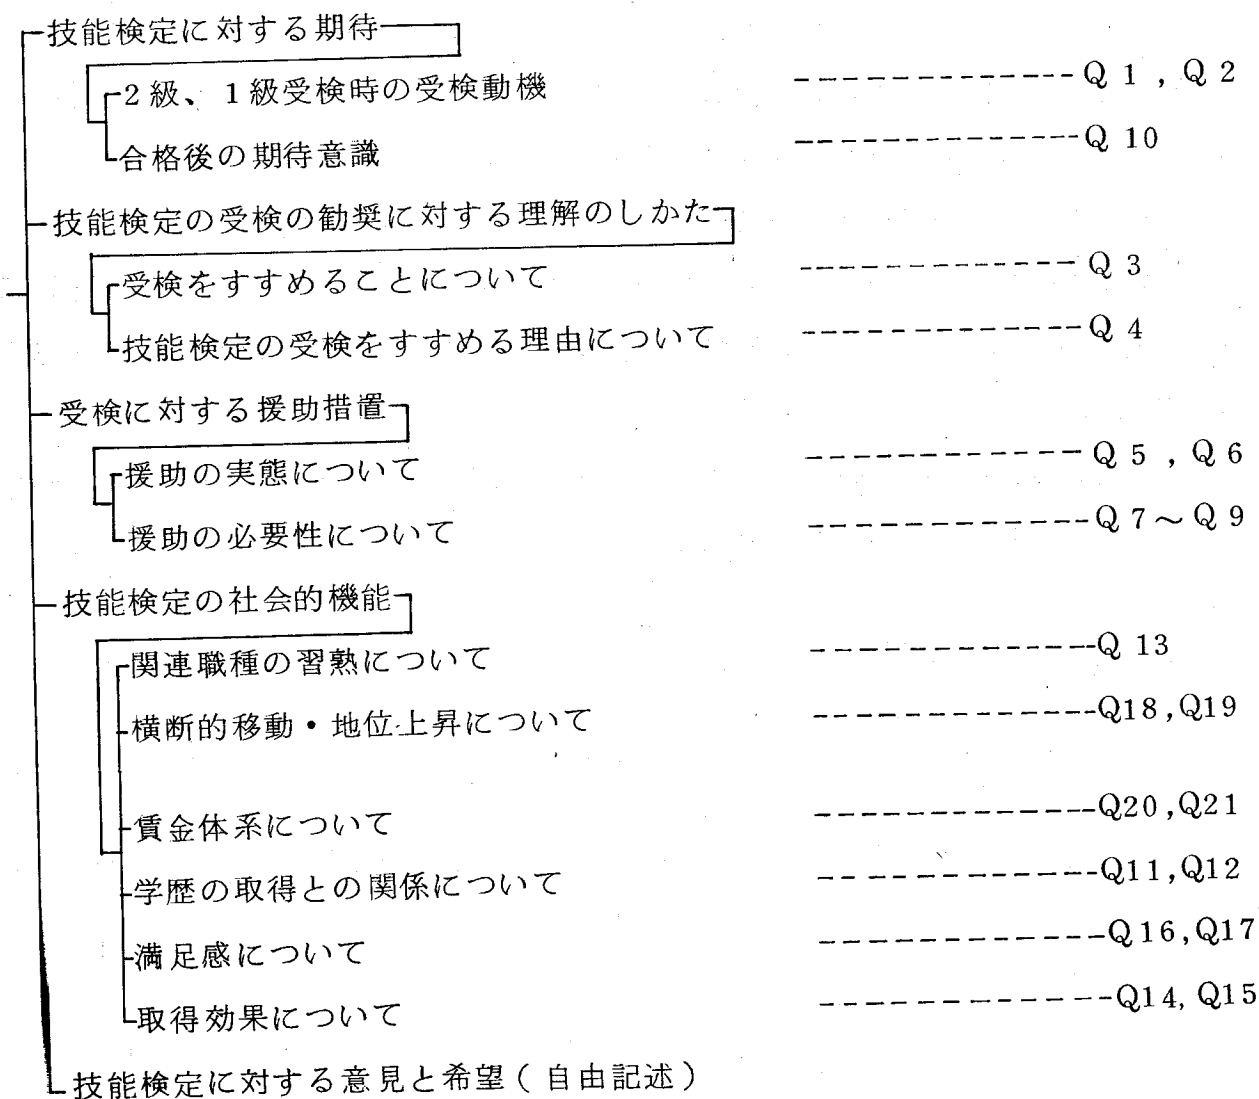 技能検定に対する期待
2級、1級受検時の受検動機 ------------- Q 1 , Q 2
合格後の期待意識 ------------- Q 10
技能検定の受検の勧奨に対する理解のしかた
受検をすすめることについて ------------- Q 3
技能検定の受検をすすめる理由について ------------- Q 4
受検に対する援助措置
援助の実態について ------------- Q 5 , Q 6
援助の必要性について ------------- Q 7 ～ Q 9
技能検定の社会的機能
関連職種の習熟について ------------- Q 13
横断的移動・地位上昇について ------------- Q18,Q19
賃金体系について ------------- Q20,Q21
学歴の取得との関係について ------------- Q11,Q12
満足感について ------------- Q16,Q17
取得効果について ------------- Q14, Q15
技能検定に対する意見と希望 ( 自由記述 )